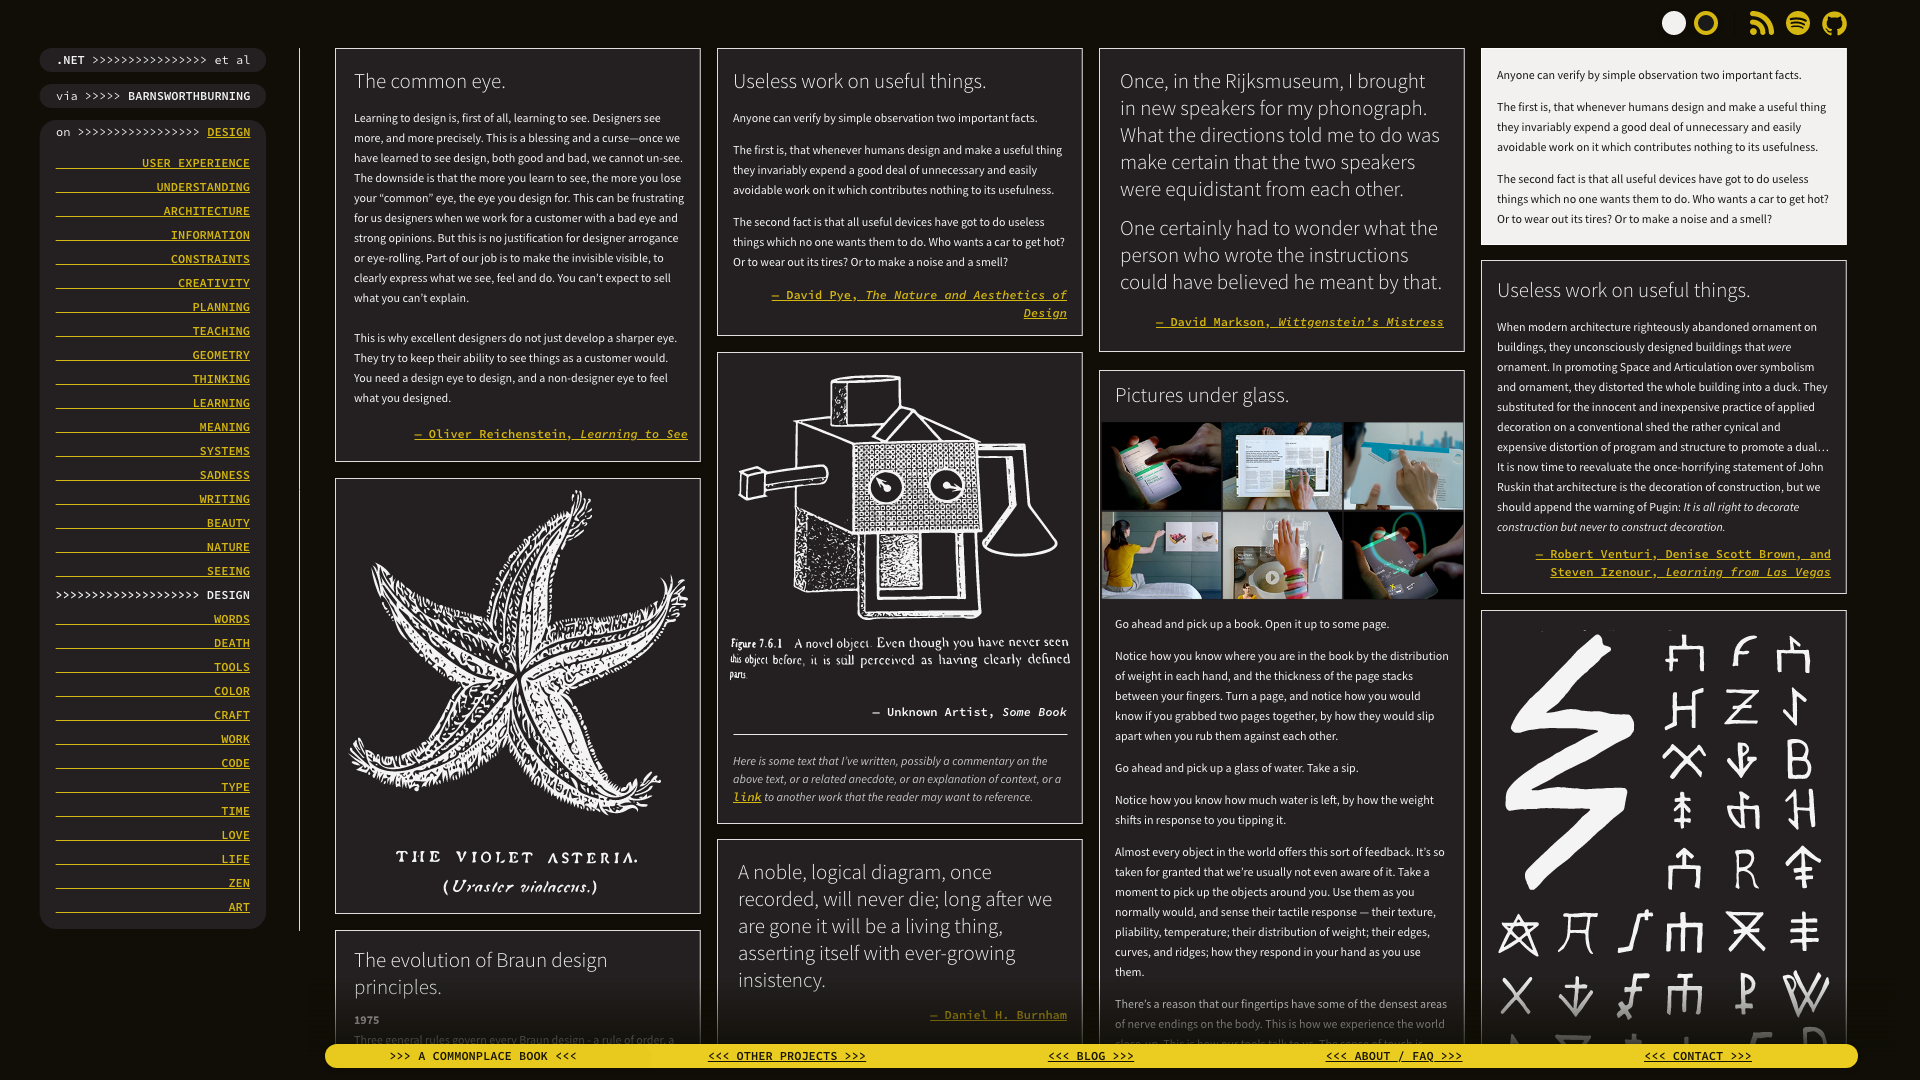 .NET >>>>>>>>>>>>>>>> et al
via >>>>> BARNSWORTHBURNING
on >>>>>>>>>>>>>>>>> DESIGN
USER EXPERIENCE
UNDERSTANDING
ARCHITECTURE
INFORMATION
CONSTRAINTS
CREATIVITY
PLANNING
TEACHING
GEOMETRY
THINKING
LEARNING
MEANING
SYSTEMS
SADNESS
WRITING
BEAUTY
NATURE
SEEING
>>>>>>>>>>>>>>>>>>>> DESIGN
WORDS
DEATH
TOOLS
COLOR
CRAFT
WORK
CODE
TYPE
TIME
LOVE
LIFE
ZEN
ART
The common eye.
Learning to design is, first of all, learning to see. Designers see
more, and more precisely. This is a blessing and a curse—once we
have learned to see design, both good and bad, we cannot un-see.
The downside is that the more you learn to see, the more you lose
your “common” eye, the eye you design for. This can be frustrating
for us designers when we work for a customer with a bad eye and
strong opinions. But this is no justification for designer arrogance
or eye-rolling. Part of our job is to make the invisible visible, to
clearly express what we see, feel and do. You can’t expect to sell
what you can’t explain.
This is why excellent designers do not just develop a sharper eye.
They try to keep their ability to see things as a customer would.
You need a design eye to design, and a non-designer eye to feel
what you designed.
— Oliver Reichenstein, Learning to See
THE VIOLET ASTERIA.
(Uraster violaceus.)
The evolution of Braun design
principles.
1975
Three general rules govern every Braun design - a rule of order, a
Useless work on useful things.
Anyone can verify by simple observation two important facts.
The first is, that whenever humans design and make a useful thing
they invariably expend a good deal of unnecessary and easily
avoidable work on it which contributes nothing to its usefulness.
The second fact is that all useful devices have got to do useless
things which no one wants them to do. Who wants a car to get hot?
Or to wear out its tires? Or to make a noise and a smell?
— David Pye, The Nature and Aesthetics of
Design
Figure 7.6.1 A novel object. Even though you have never seen
this object before, it is still perceived as having clearly defined
parts.
— Unknown Artist, Some Book
Here is some text that I’ve written, possibly a commentary on the
above text, or a related anecdote, or an explanation of context, or a
link to another work that the reader may want to reference.
A noble, logical diagram, once
recorded, will never die; long after we
are gone it will be a living thing,
asserting itself with ever-growing
insistency.
— Daniel H. Burnham
Once, in the Rijksmuseum, I brought
in new speakers for my phonograph.
What the directions told me to do was
make certain that the two speakers
were equidistant from each other.
One certainly had to wonder what the
person who wrote the instructions
could have believed he meant by that.
— David Markson, Wittgenstein’s Mistress
Pictures under glass.
Go ahead and pick up a book. Open it up to some page.
Notice how you know where you are in the book by the distribution
of weight in each hand, and the thickness of the page stacks
between your fingers. Turn a page, and notice how you would
know if you grabbed two pages together, by how they would slip
apart when you rub them against each other.
Go ahead and pick up a glass of water. Take a sip.
Notice how you know how much water is left, by how the weight
shifts in response to you tipping it.
Almost every object in the world offers this sort of feedback. It’s so
taken for granted that we’re usually not even aware of it. Take a
moment to pick up the objects around you. Use them as you
normally would, and sense their tactile response — their texture,
pliability, temperature; their distribution of weight; their edges,
curves, and ridges; how they respond in your hand as you use
them.
There’s a reason that our fingertips have some of the densest areas
of nerve endings on the body. This is how we experience the world
close-up. This is how our tools talk to us. The sense of touch is
Anyone can verify by simple observation two important facts.
The first is, that whenever humans design and make a useful thing
they invariably expend a good deal of unnecessary and easily
avoidable work on it which contributes nothing to its usefulness.
The second fact is that all useful devices have got to do useless
things which no one wants them to do. Who wants a car to get hot?
Or to wear out its tires? Or to make a noise and a smell?
Useless work on useful things.
When modern architecture righteously abandoned ornament on
buildings, they unconsciously designed buildings that were
ornament. In promoting Space and Articulation over symbolism
and ornament, they distorted the whole building into a duck. They
substituted for the innocent and inexpensive practice of applied
decoration on a conventional shed the rather cynical and
expensive distortion of program and structure to promote a dual…
It is now time to reevaluate the once-horrifying statement of John
Ruskin that architecture is the decoration of construction, but we
should append the warning of Pugin: It is all right to decorate
construction but never to construct decoration.
— Robert Venturi, Denise Scott Brown, and
Steven Izenour, Learning from Las Vegas
>>> A COMMONPLACE BOOK <<<
<<< OTHER PROJECTS >>>
<<< BLOG >>>
<<< ABOUT / FAQ >>>
<<< CONTACT >>>